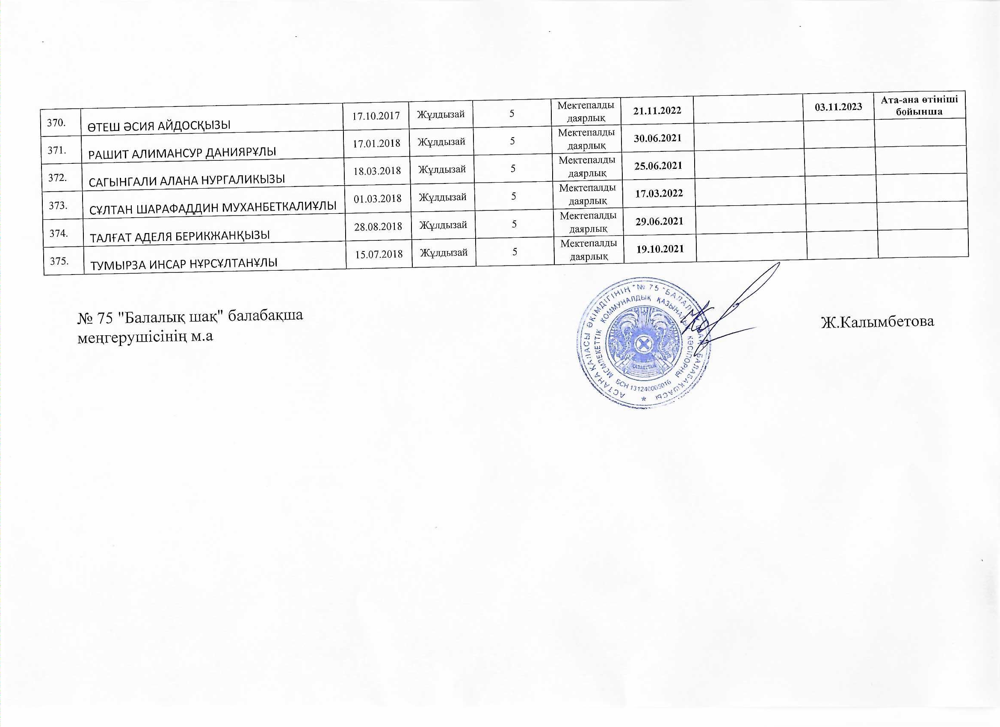 370. ӨТЕШ ӘСИЯ АЙДОСҚЫЗЫ 17.10.2017 Жұлдызай 5 Мектепалды даярлық 21.11.2022 03.11.2023 Ата-ана өтініші бойынша
371. РАШИТ АЛИМАНСУР ДАНИЯРҰЛЫ 17.01.2018 Жұлдызай 5 Мектепалды даярлық 30.06.2021
372. САГЫНГАЛИ АЛАНА НУРГАЛИКЫЗЫ 18.03.2018 Жұлдызай 5 Мектепалды даярлық 25.06.2021
373. СҰЛТАН ШАРАФАДДИН МУХАНБЕТКАЛИҰЛЫ 01.03.2018 Жұлдызай 5 Мектепалды даярлық 17.03.2022
374. ТАЛҒАТ АДЕЛЯ БЕРИКЖАНҚЫЗЫ 28.08.2018 Жұлдызай 5 Мектепалды даярлық 29.06.2021
375. ТУМЫРЗА ИНСАР НҰРСҰЛТАНҰЛЫ 15.07.2018 Жұлдызай 5 Мектепалды даярлық 19.10.2021
№ 75 "Балалық шақ" балабақша
меңгерушісінің м.а
Ж.Калымбетова
АСТАНА ҚАЛАСЫ ӘКІМДІГІНІҢ "№ 75 "БАЛАЛЫҚ ШАҚ" БАЛАБАҚШАСЫ
МЕМЛЕКЕТТІК КОММУНАЛДЫҚ ҚАЗЫНАЛЫҚ КӘСІПОРНЫ
ҚАЗАҚСТАН
БСН